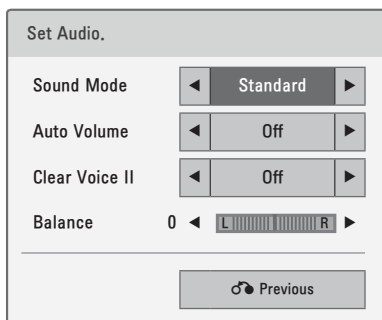 Set Audio.
Sound Mode ◀ Standard ▶
Auto Volume ◀ Off ▶
Clear Voice II ◀ Off ▶
Balance 0 ◀ L R ▶
Previous